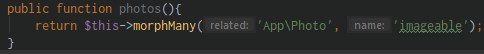 public function photos(){
return $this->morphMany( related: 'App\Photo', name: 'imageable');
}